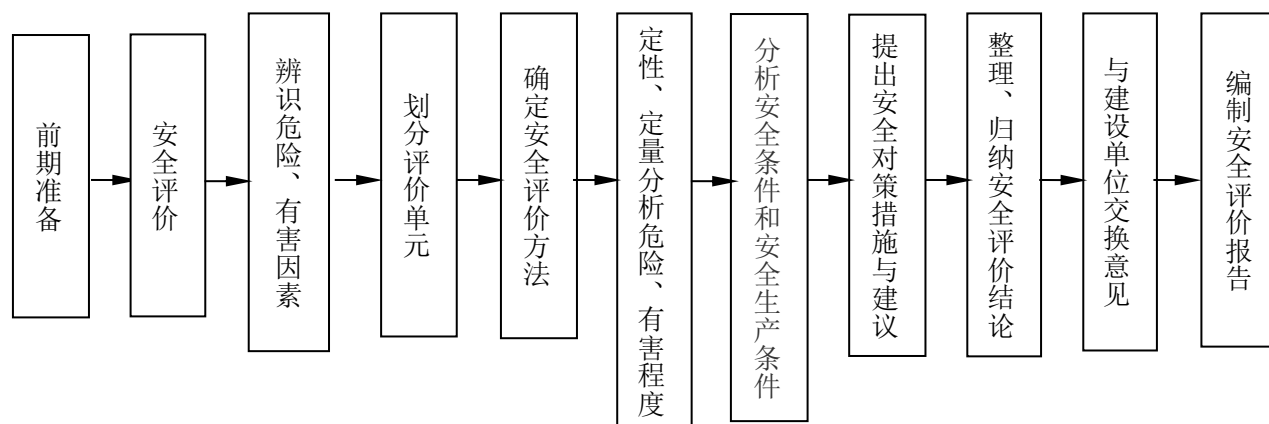 前期准备
安全评价
辨识危险、有害因素
划分评价单元
确定安全评价方法
定性、定量分析危险、有害程度
分析安全条件和安全生产条件
提出安全对策措施与建议
整理、归纳安全评价结论
与建设单位交换意见
编制安全评价报告